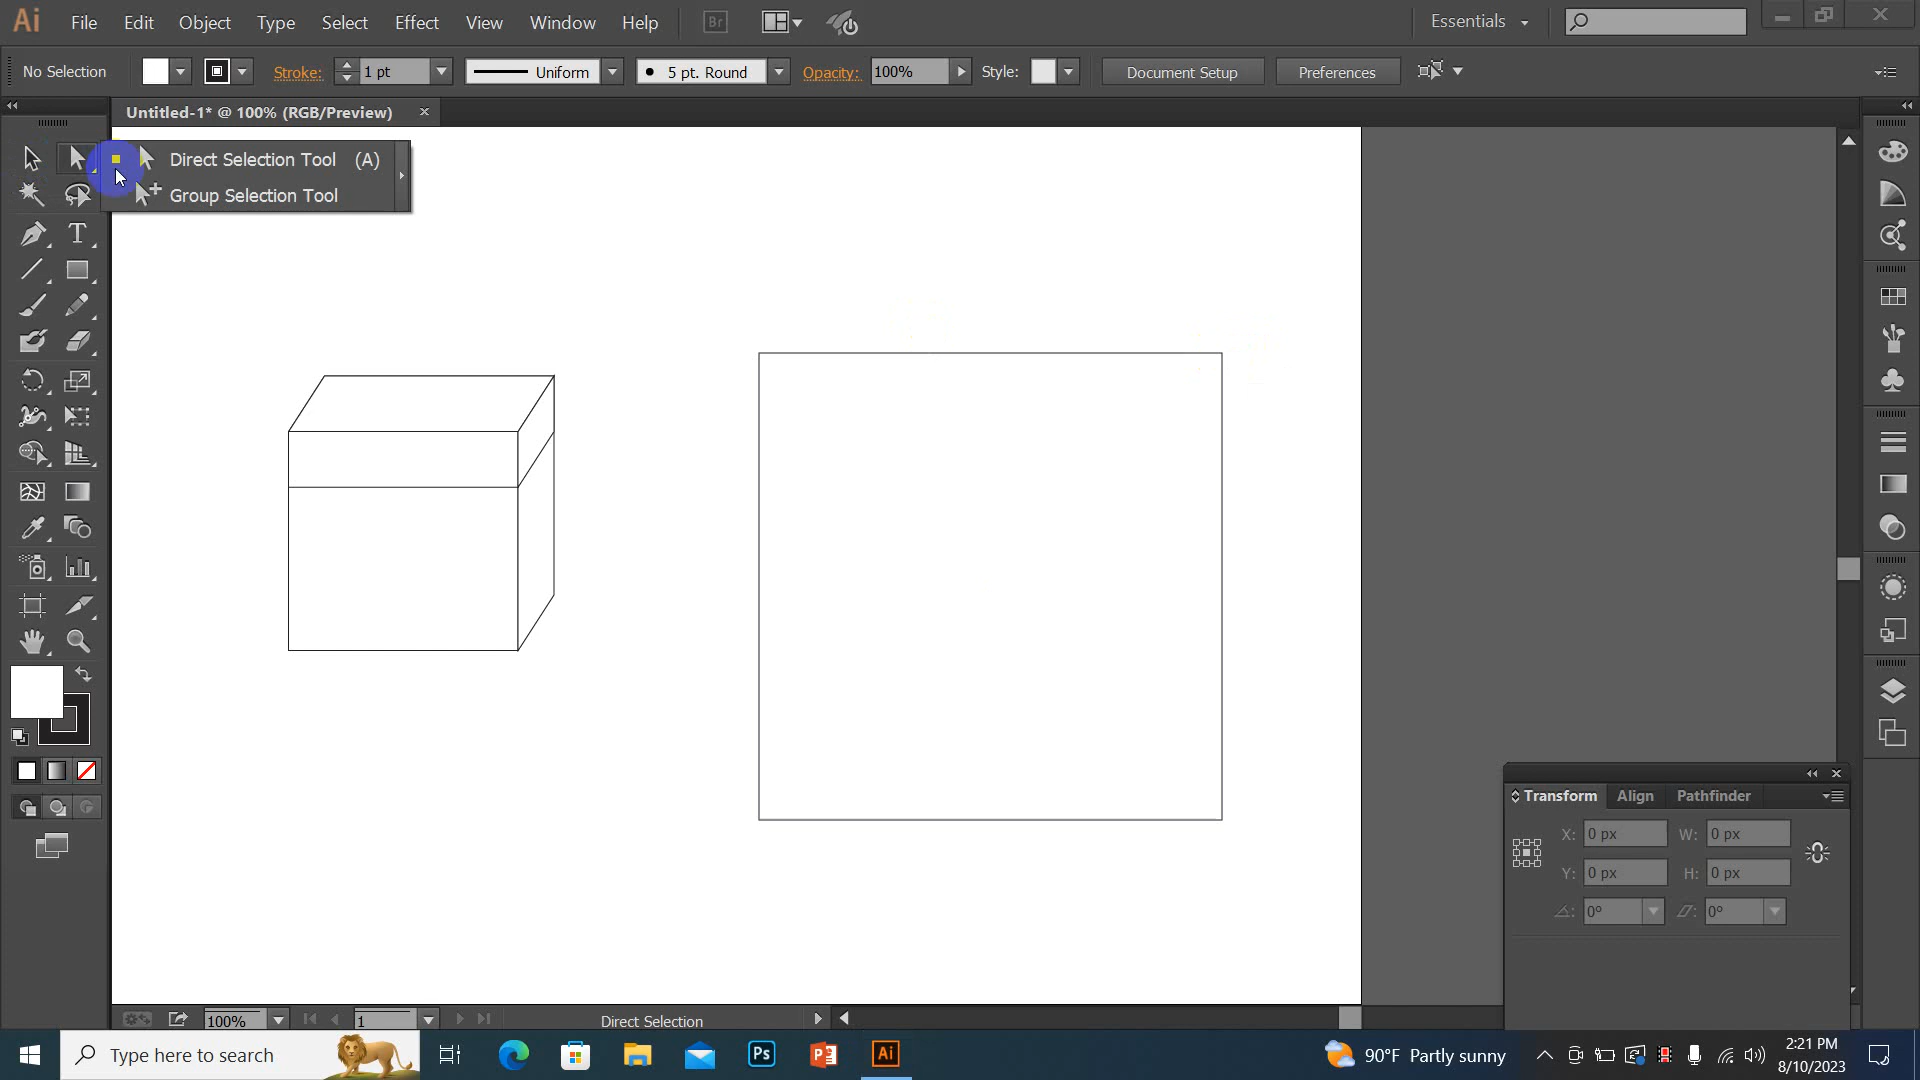 Ai File Edit Object Type Select Effect View Window Help Br Essentials
No Selection Stroke: 1 pt Uniform 5 pt. Round Opacity: 100% Style: Document Setup Preferences
Untitled-1* @ 100% (RGB/Preview)
Direct Selection Tool (A)
Group Selection Tool
T
Transform Align Pathfinder
X: 0 px W: 0 px
Y: 0 px H: 0 px
0° 0°
100% 1 Direct Selection
Type here to search Ps P Ai 90°F Partly sunny
2:21 PM
8/10/2023